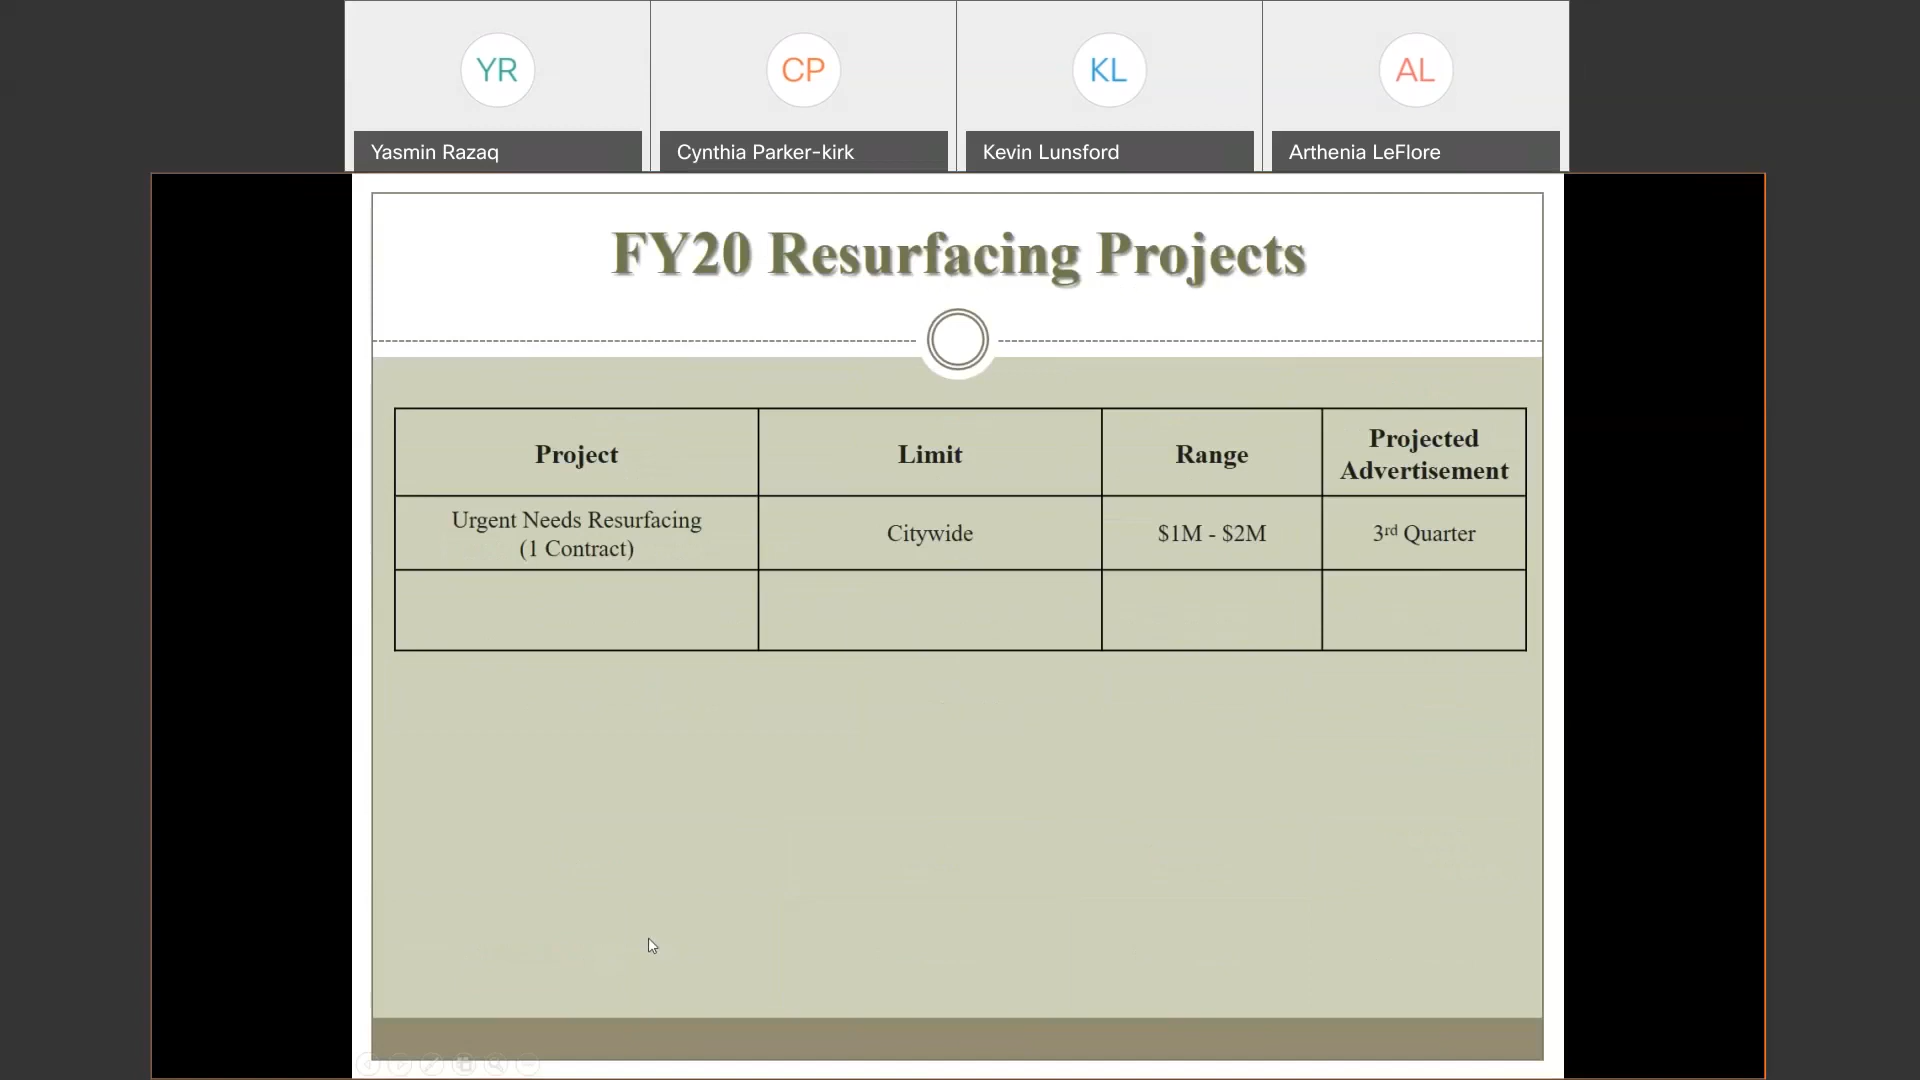 YR
CP
KL
AL
Yasmin Razaq
Cynthia Parker-kirk
Kevin Lunsford
Arthenia LeFlore
FY20 Resurfacing Projects
Project
Limit
Range
Projected
Advertisement
Urgent Needs Resurfacing
(1 Contract)
Citywide
$1M - $2M
3rd Quarter